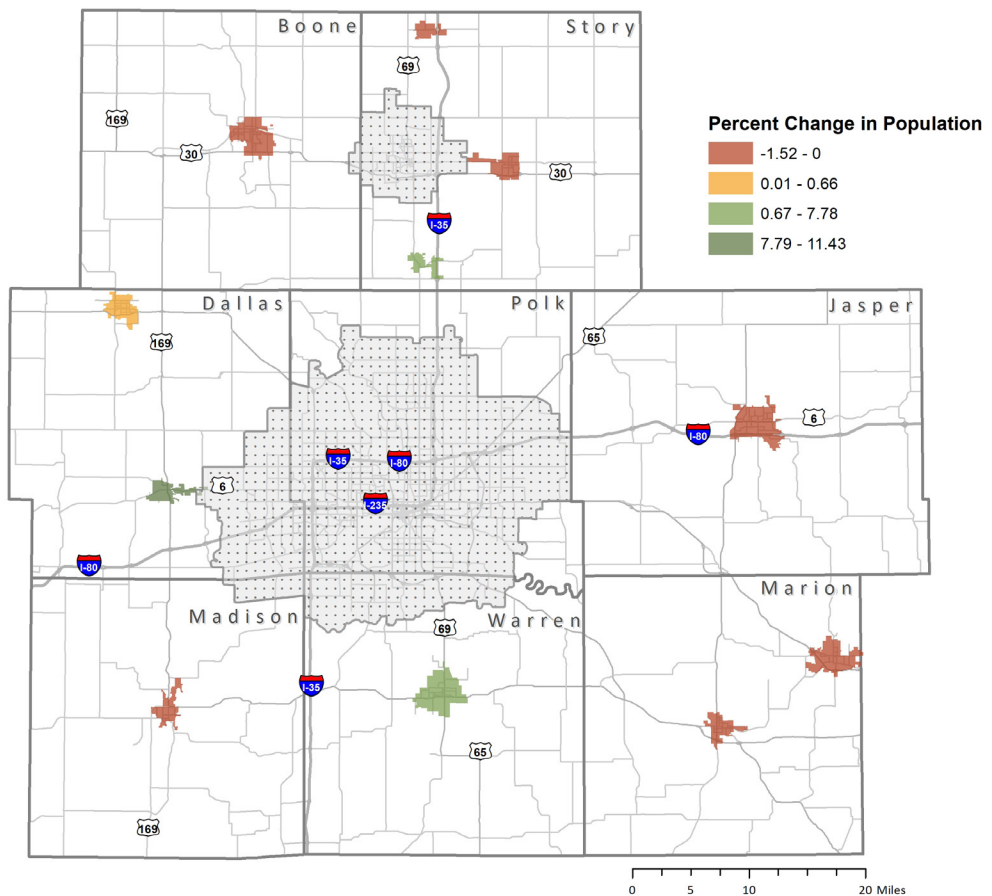 Boone
Story
69
169
30
30
I-35
Percent Change in Population
-1.52 - 0
0.01 - 0.66
0.67 - 7.78
7.79 - 11.43
Dallas
Polk
Jasper
169
65
6
I-80
I-35
I-80
6
I-235
I-80
Madison
Warren
Marion
69
I-35
65
169
0 5 10 20 Miles